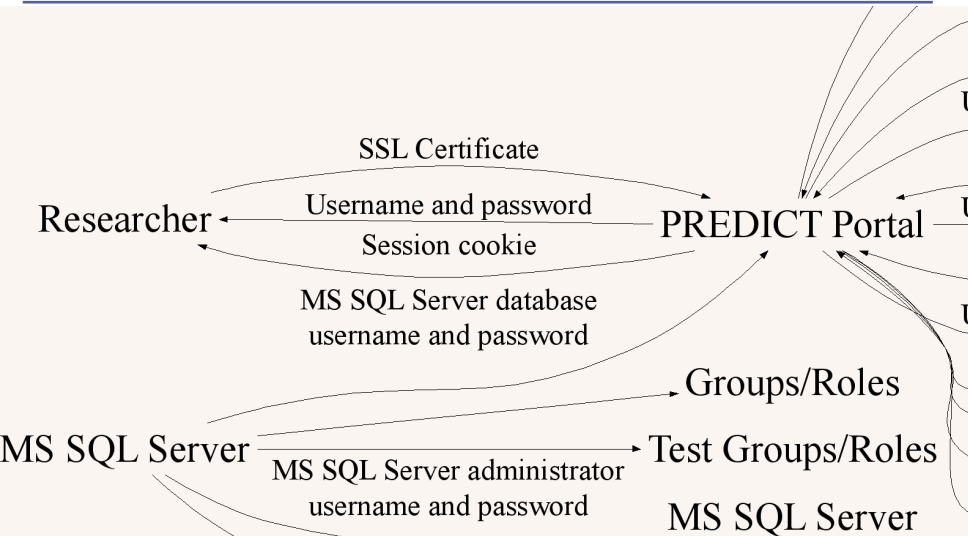 SSL Certificate
Username and password
Researcher
PREDICT Portal
Session cookie
MS SQL Server database
username and password
Groups/Roles
MS SQL Server
Test Groups/Roles
MS SQL Server administrator
username and password
MS SQL Server